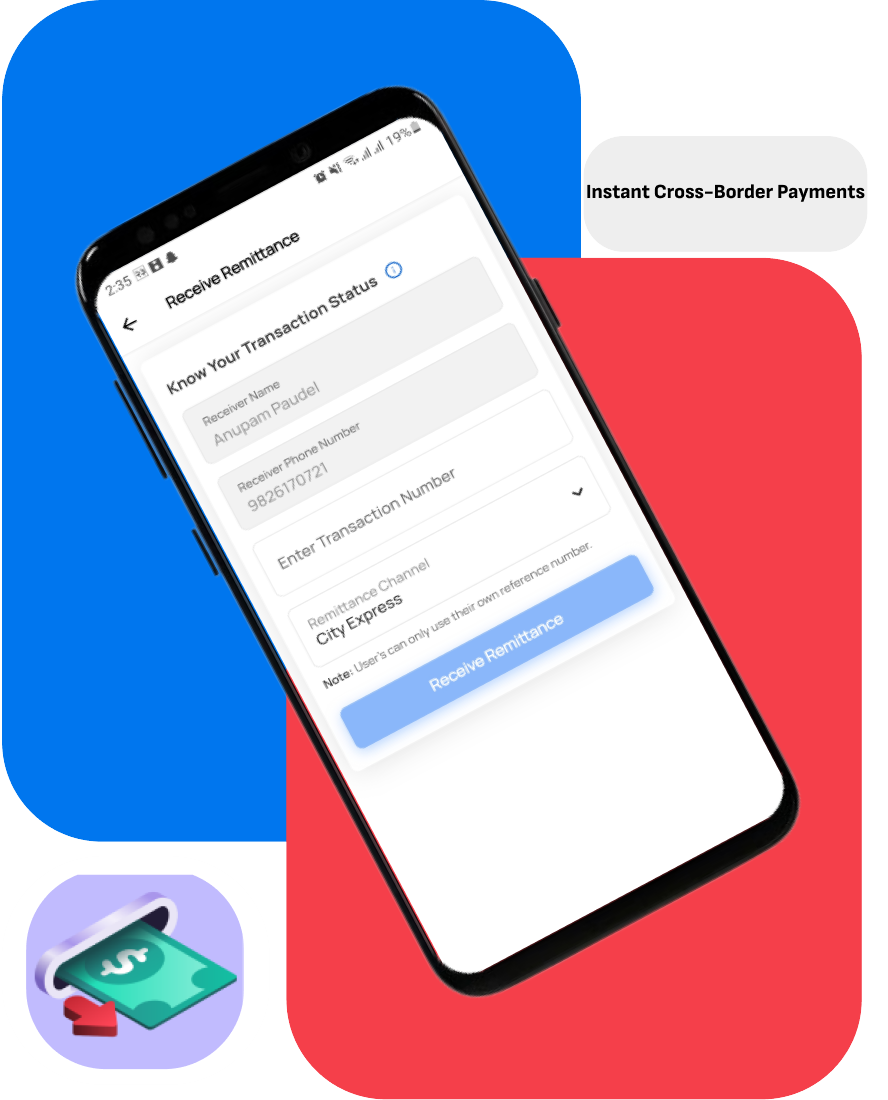 Instant Cross-Border Payments
2:35
19%
Receive Remittance
Know Your Transaction Status
Receiver Name
Anupam Paudel
Receiver Phone Number
9826170721
Enter Transaction Number
Remittance Channel
City Express
Note: User's can only use their own reference number.
Receive Remittance